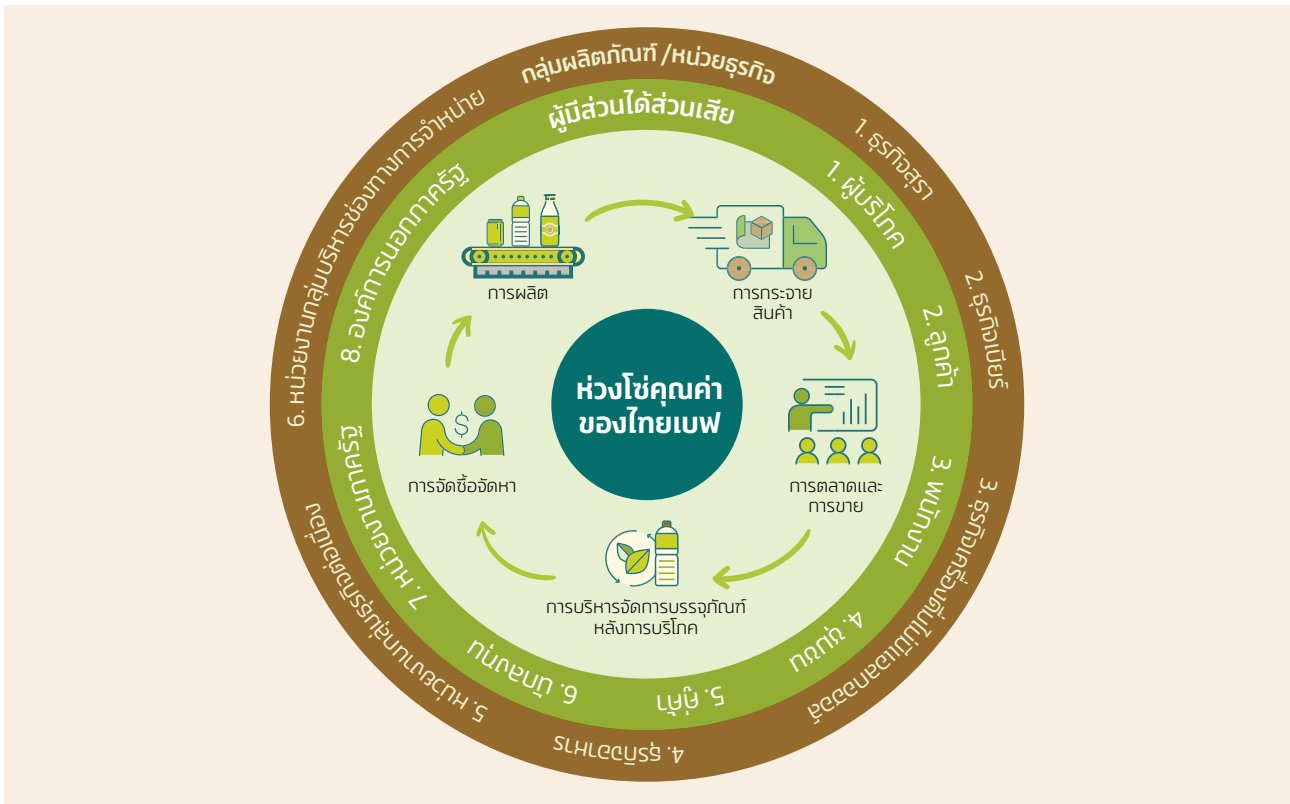 กลุ่มผลิตภัณฑ์/หน่วยธุรกิจ
1. ธุรกิจสุรา
2. ธุรกิจเบียร์
3. ธุรกิจเครื่องดื่มไม่มีแอลกอฮอล์
4. ธุรกิจอาหาร
5. หน่วยงานกลุ่มธุรกิจต่อเนื่อง
6. หน่วยงานกลุ่มบริหารช่องทางการจำหน่าย
ผู้มีส่วนได้ส่วนเสีย
1. ผู้บริโภค
2. ลูกค้า
3. พนักงาน
4. ชุมชน
5. คู่ค้า
6. นักลงทุน
7. หน่วยงานภาครัฐ
8. องค์การนอกภาครัฐ
การผลิต
การกระจาย
สินค้า
การตลาดและ
การขาย
การบริหารจัดการบรรจุภัณฑ์
หลังการบริโภค
การจัดซื้อจัดหา
$
ห่วงโซ่คุณค่า
ของไทยเบฟ